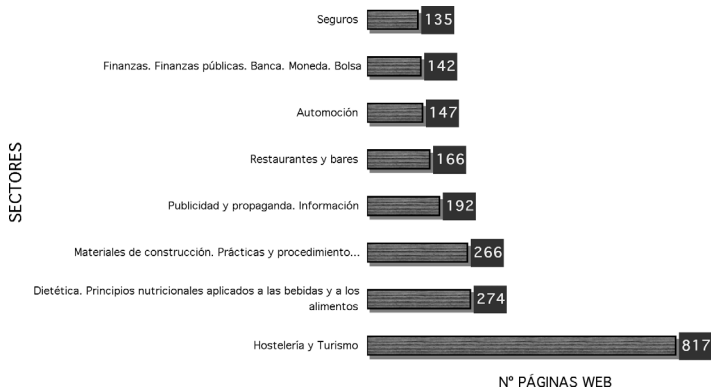 Seguros
135
Finanzas. Finanzas públicas. Banca. Moneda. Bolsa
142
Automoción
147
Restaurantes y bares
166
Publicidad y propaganda. Información
192
Materiales de construcción. Prácticas y procedimiento...
266
Dietética. Principios nutricionales aplicados a las bebidas y a los
alimentos
274
Hostelería y Turismo
817
SECTORES
Nº PÁGINAS WEB